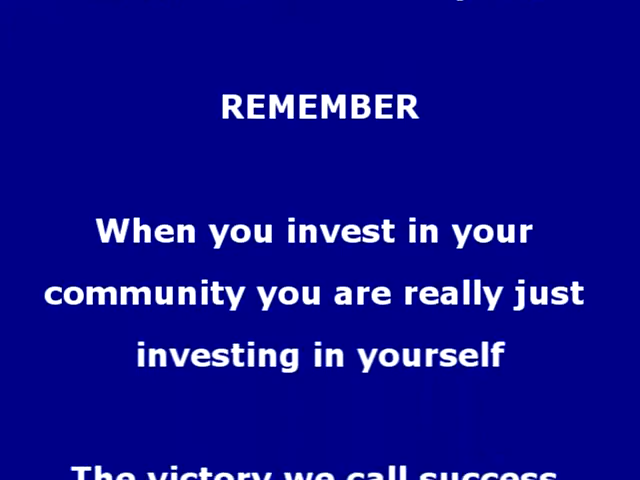 REMEMBER
When you invest in your
community you are really just
investing in yourself
The victory we call success